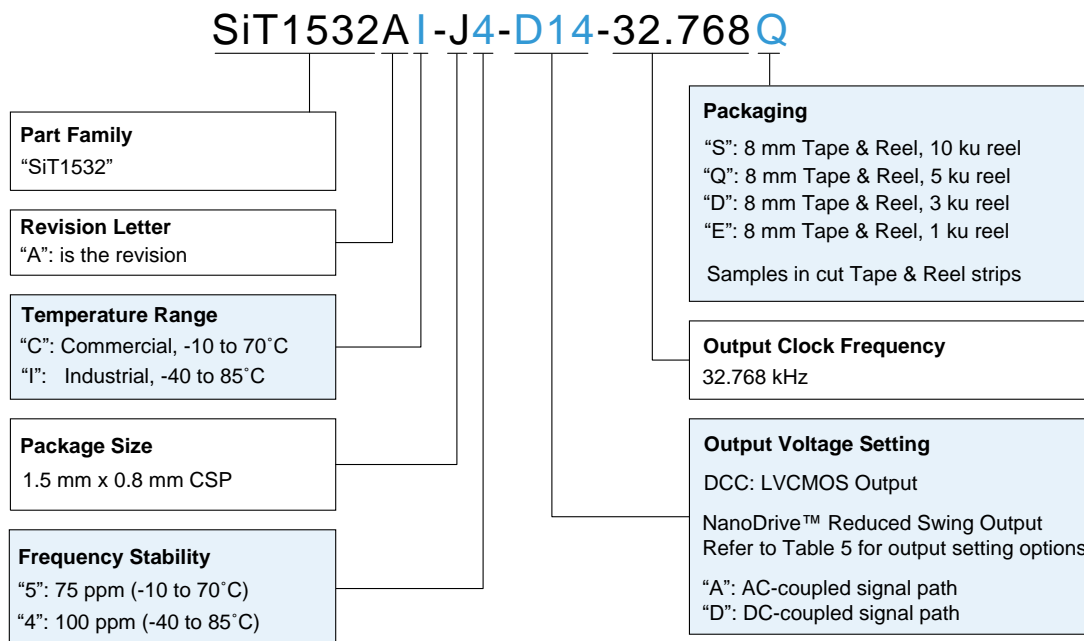 SiT1532AI-J4-D14-32.768Q
Part Family
“SiT1532”
Revision Letter
“A”: is the revision
Temperature Range
“C”: Commercial, -10 to 70˚C
“I”: Industrial, -40 to 85˚C
Package Size
1.5 mm x 0.8 mm CSP
Frequency Stability
“5”: 75 ppm (-10 to 70˚C)
“4”: 100 ppm (-40 to 85˚C)
Packaging
“S”: 8 mm Tape & Reel, 10 ku reel
“Q”: 8 mm Tape & Reel, 5 ku reel
“D”: 8 mm Tape & Reel, 3 ku reel
“E”: 8 mm Tape & Reel, 1 ku reel
Samples in cut Tape & Reel strips
Output Clock Frequency
32.768 kHz
Output Voltage Setting
DCC: LVCMOS Output
NanoDrive™ Reduced Swing Output
Refer to Table 5 for output setting options
“A”: AC-coupled signal path
“D”: DC-coupled signal path